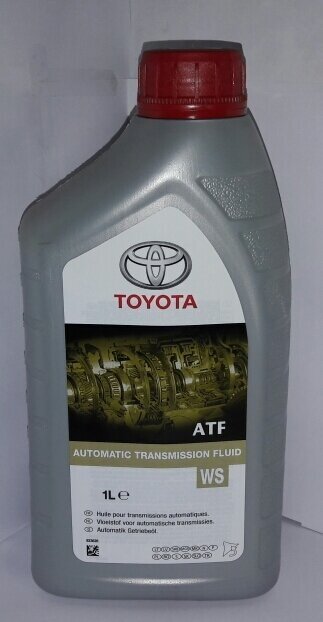 TOYOTA
ATF
AUTOMATIC TRANSMISSION FLUID
WS
1L ℮
Huile pour transmissions automatiques.
Vloeistof voor automatische transmissies.
Automatik Getriebeöl